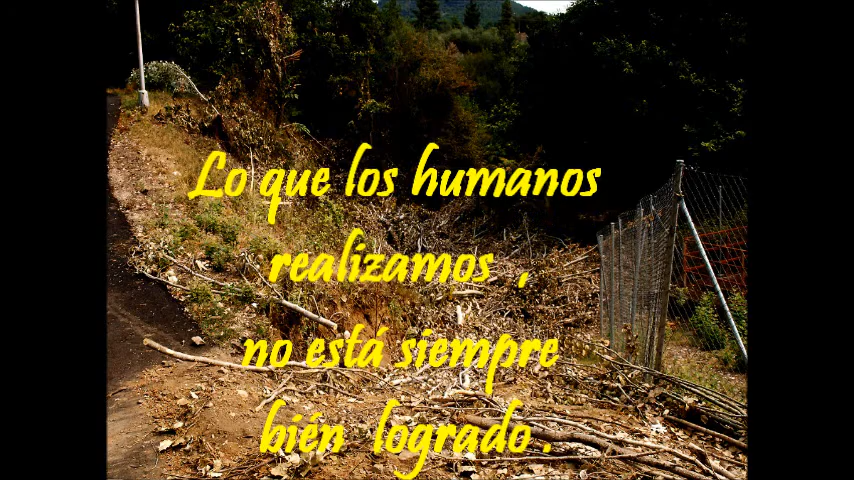 Lo que los humanos
realizamos ,
no está siempre
bién logrado .